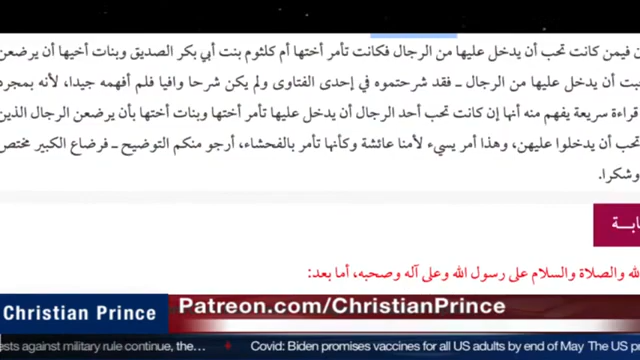 ن فيمن كانت تحب أن يدخل عليها من الرجال فكانت تأمر أختها أم كلثوم بنت أبي بكر الصديق وبنات أخيها أن يرضعن
بت أن يدخل عليها من الرجال ـ فقد شرحتموه في إحدى الفتاوى ولم يكن شرحا وافيا فلم أفهمه جيدا، لأنه بمجرد
قراءة سريعة يفهم منه أنها إن كانت تحب أحد الرجال أن يدخل عليها تأمر أختها وبنات أختها بأن يرضعن الرجال الذين
تحب أن يدخلوا عليهن، وهذا أمر يسيء لأمنا عائشة وكأنها تأمر بالفحشاء، أرجو منكم التوضيح ـ فرضاع الكبير مختص
وشكرا.
ابـة
لله والصلاة والسلام على رسول الله وعلى آله وصحبه، أما بعد:
Patreon.com/ChristianPrince
Christian Prince
ests against military rule continue, the... Covid: Biden promises vaccines for all US adults by end of May The US p